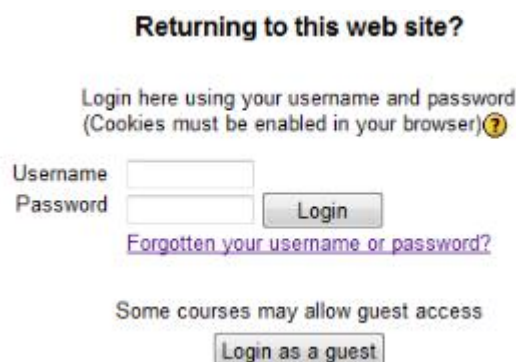 Returning to this web site?
Login here using your username and password
(Cookies must be enabled in your browser)?
Username
Password Login
Forgotten your username or password?
Some courses may allow guest access
Login as a guest